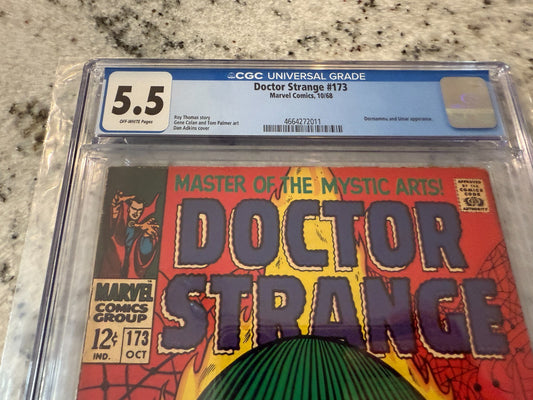 CGC UNIVERSAL GRADE
5.5
OFF-WHITE Pages
Doctor Strange #173
Marvel Comics, 10/68
Roy Thomas story
Gene Colan and Tom Palmer art
Dan Adkins cover
4664272011
Dormammu and Umar appearance.
MASTER OF THE MYSTIC ARTS!
APPROVED
BY THE
COMICS
CODE
AUTHORITY
DOCTOR
STRANGE
MARVEL
COMICS
GROUP
12¢
IND.
173
OCT